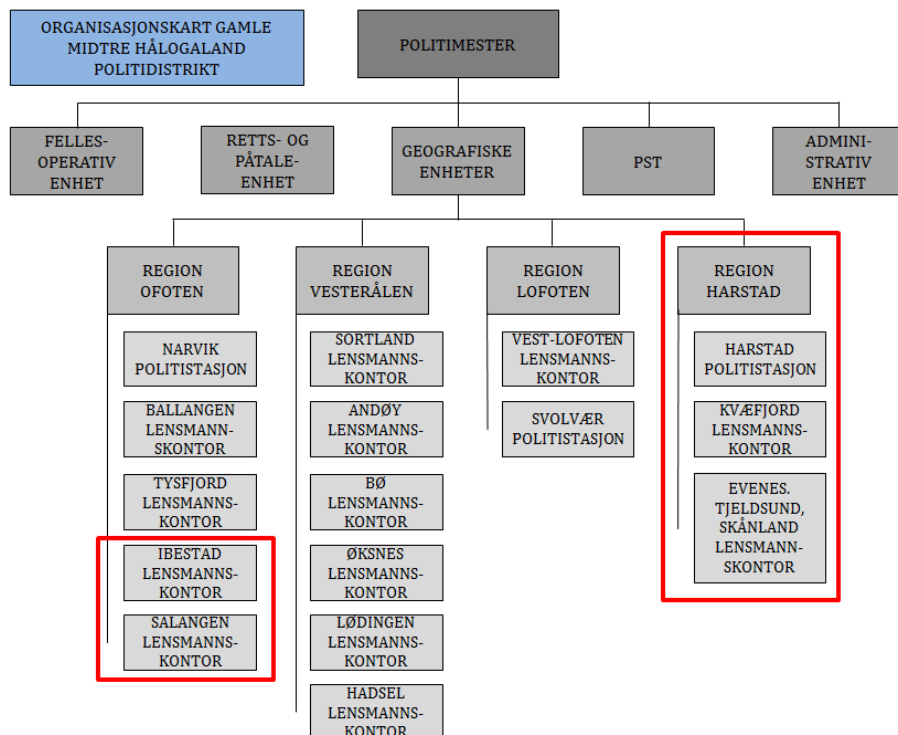 ORGANISASJONSKART GAMLE
MIDTRE HÅLOGALAND
POLITIDISTRIKT
POLITIMESTER
FELLES-
OPERATIV
ENHET
RETTS- OG
PÅTALE-
ENHET
GEOGRAFISKE
ENHETER
PST
ADMINI-
STRATIV
ENHET
REGION
OFOTEN
NARVIK
POLITISTASJON
BALLANGEN
LENSMANN-
SKONTOR
TYSFJORD
LENSMANNS-
KONTOR
IBESTAD
LENSMANNS-
KONTOR
SALANGEN
LENSMANNS-
KONTOR
REGION
VESTERÅLEN
SORTLAND
LENSMANNS-
KONTOR
ANDØY
LENSMANNS-
KONTOR
BØ
LENSMANNS-
KONTOR
ØKSNES
LENSMANNS-
KONTOR
LØDINGEN
LENSMANNS-
KONTOR
HADSEL
LENSMANNS-
KONTOR
REGION
LOFOTEN
VEST-LOFOTEN
LENSMANNS-
KONTOR
SVOLVÆR
POLITISTASJON
REGION
HARSTAD
HARSTAD
POLITISTASJON
KVÆFJORD
LENSMANNS-
KONTOR
EVENES.
TJELDSUND,
SKÅNLAND
LENSMANN-
SKONTOR